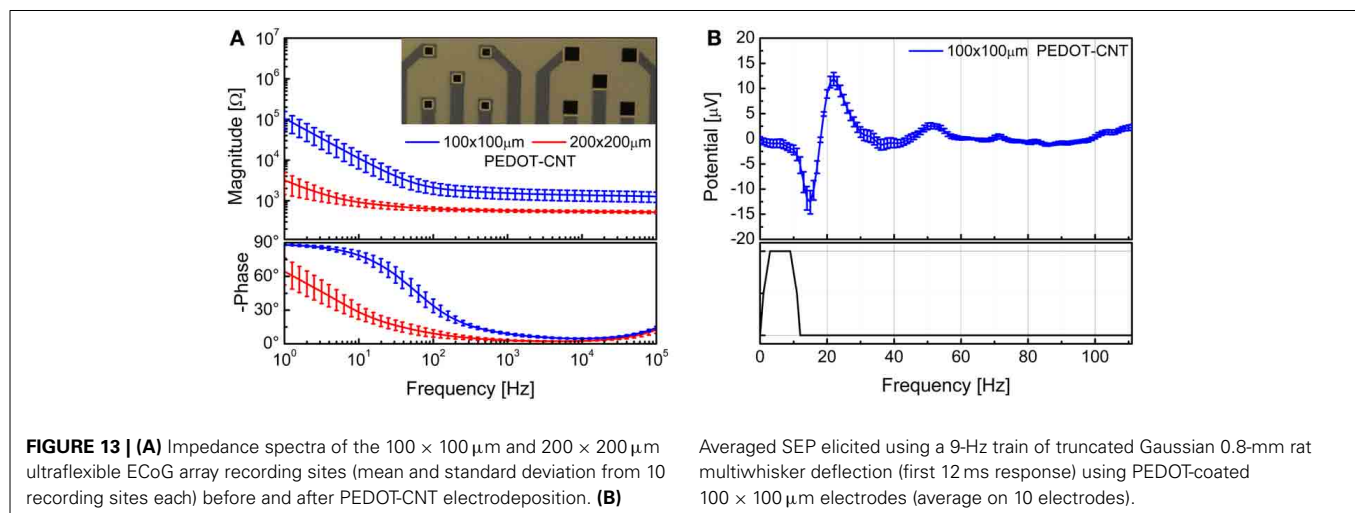 A
10^7
10^6
10^5
10^4
10^3
Magnitude [Ω]
100x100µm 200x200µm
PEDOT-CNT
90°
60°
30°
0°
-Phase
10^0 10^1 10^2 10^3 10^4 10^5
Frequency [Hz]
B
20
15
10
5
0
-5
-10
-15
-20
Potential [µV]
100x100µm PEDOT-CNT
0 20 40 60 80 100
Frequency [Hz]
FIGURE 13 | (A) Impedance spectra of the 100 × 100 µm and 200 × 200 µm
ultraflexible ECoG array recording sites (mean and standard deviation from 10
recording sites each) before and after PEDOT-CNT electrodeposition. (B)
Averaged SEP elicited using a 9-Hz train of truncated Gaussian 0.8-mm rat
multiwhisker deflection (first 12 ms response) using PEDOT-coated
100 × 100 µm electrodes (average on 10 electrodes).